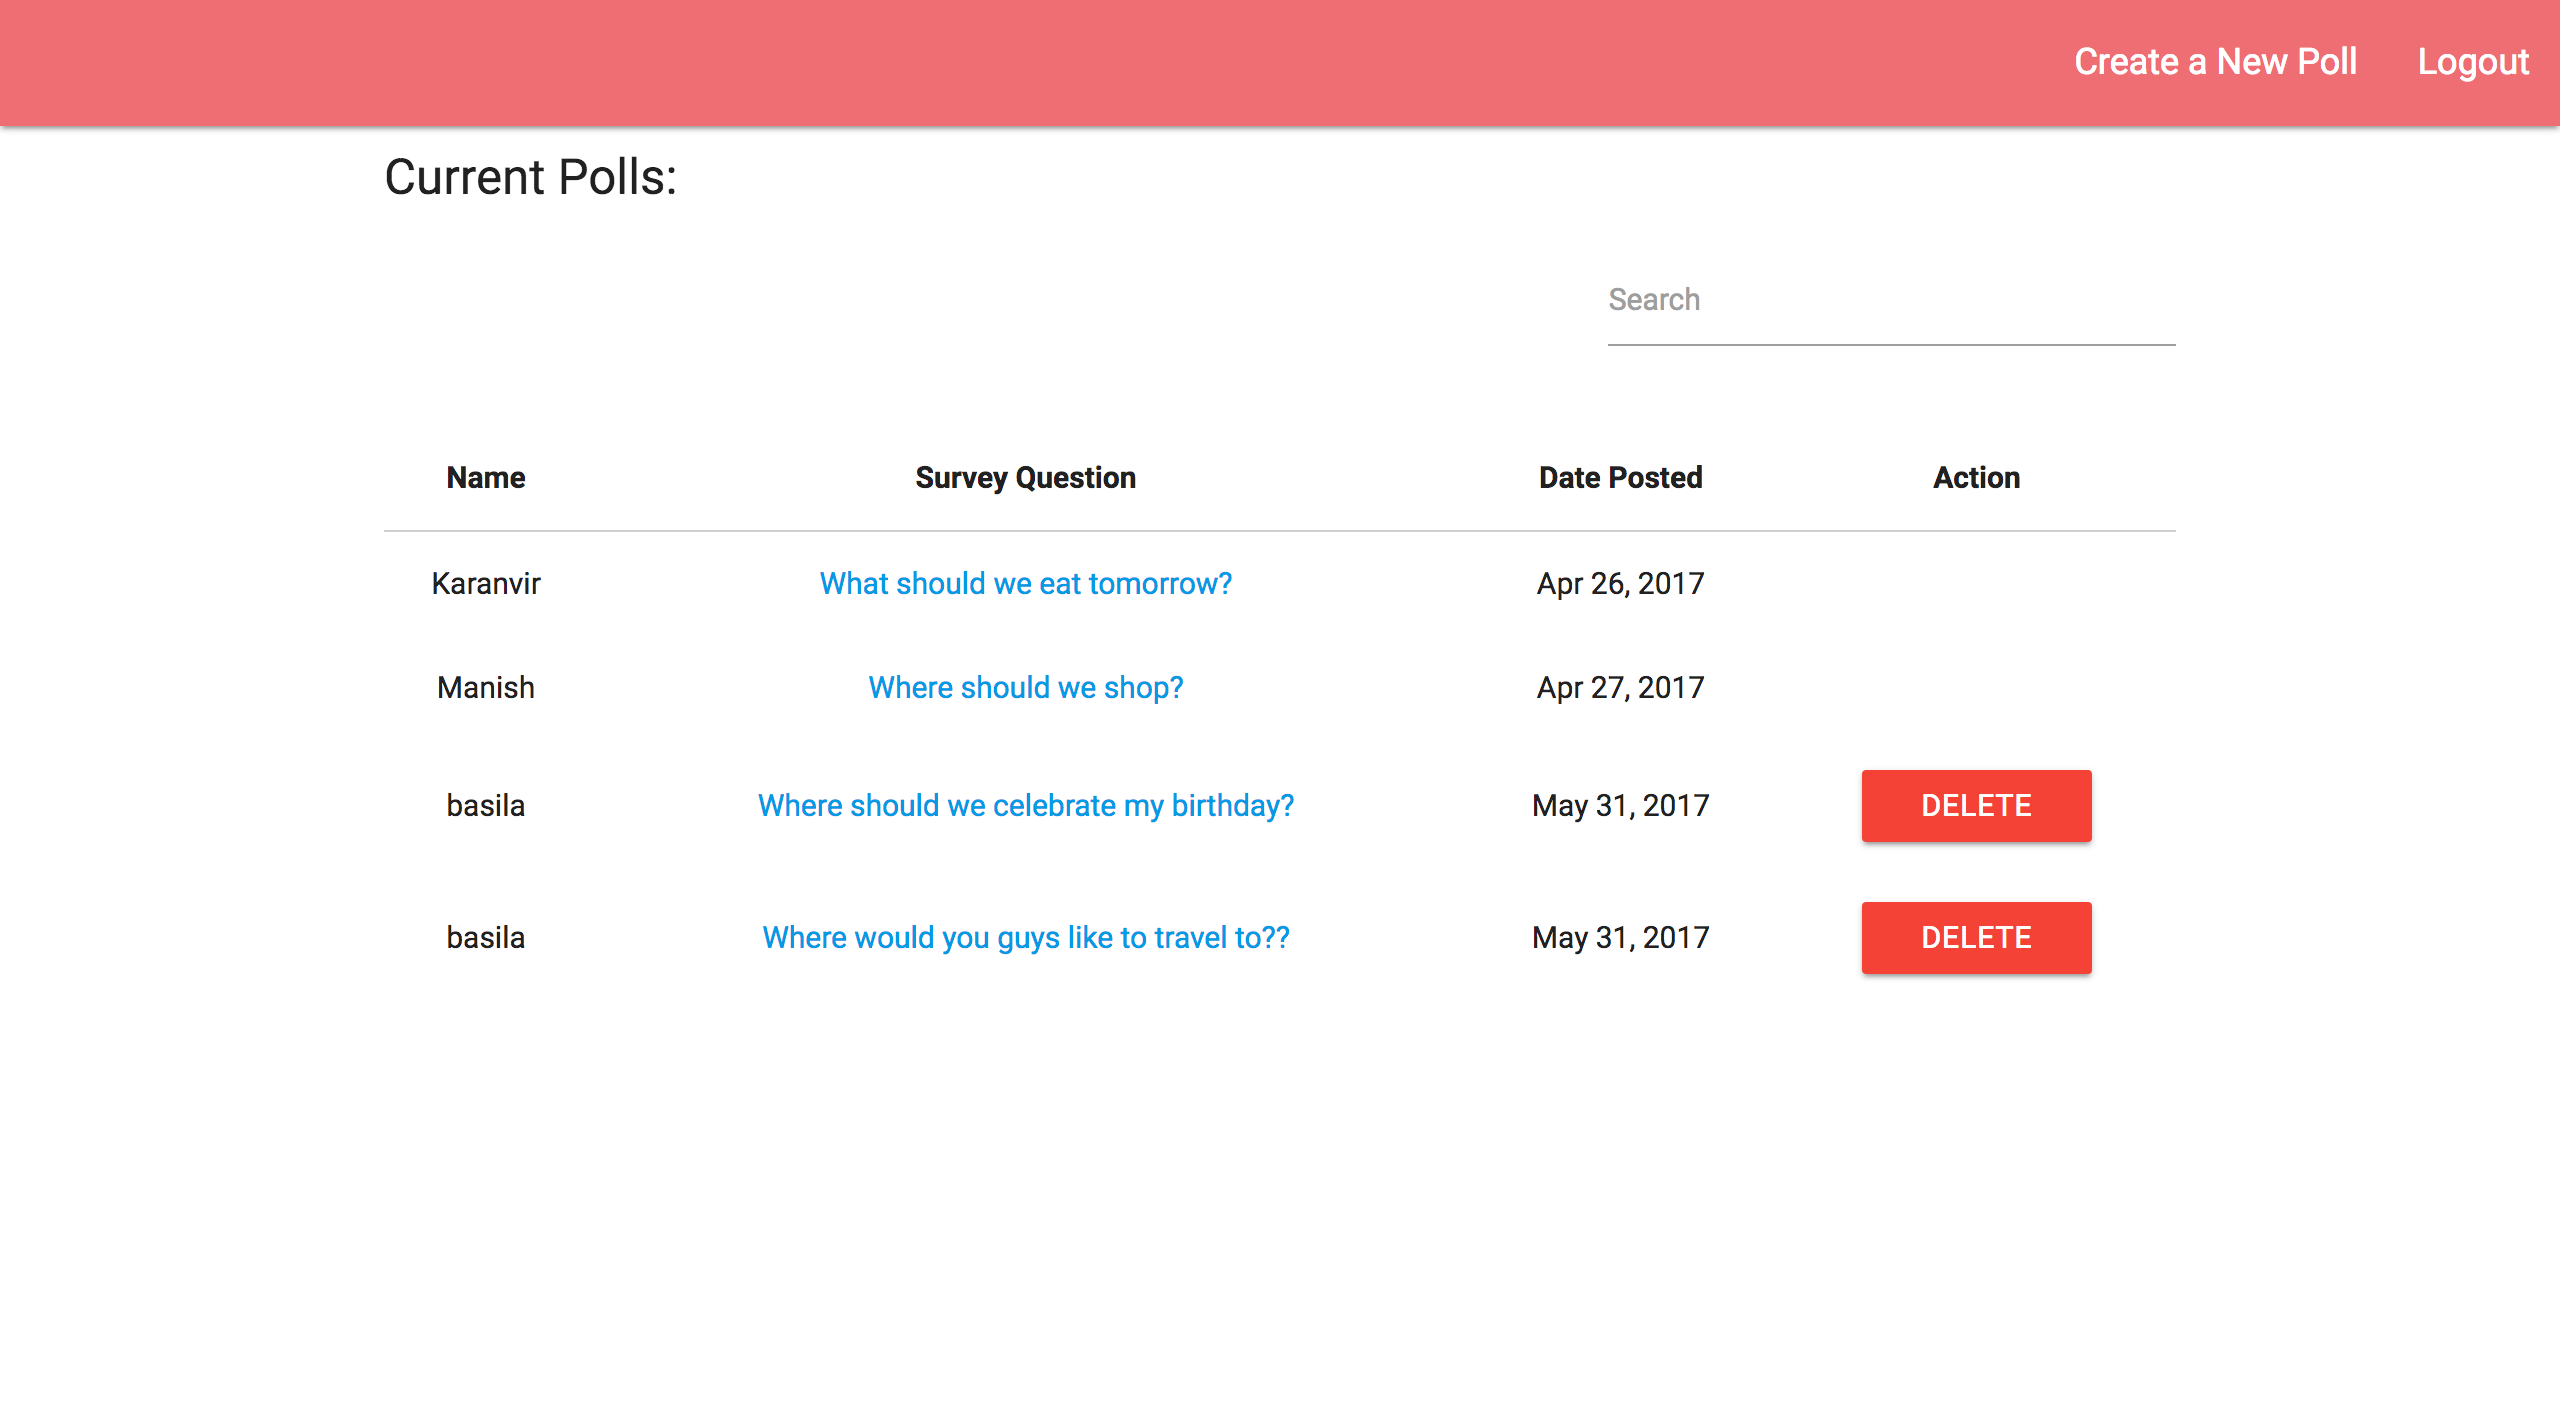 Create a New Poll Logout
Current Polls:
Search
Name Survey Question Date Posted Action
Karanvir What should we eat tomorrow? Apr 26, 2017
Manish Where should we shop? Apr 27, 2017
basila Where should we celebrate my birthday? May 31, 2017 DELETE
basila Where would you guys like to travel to?? May 31, 2017 DELETE